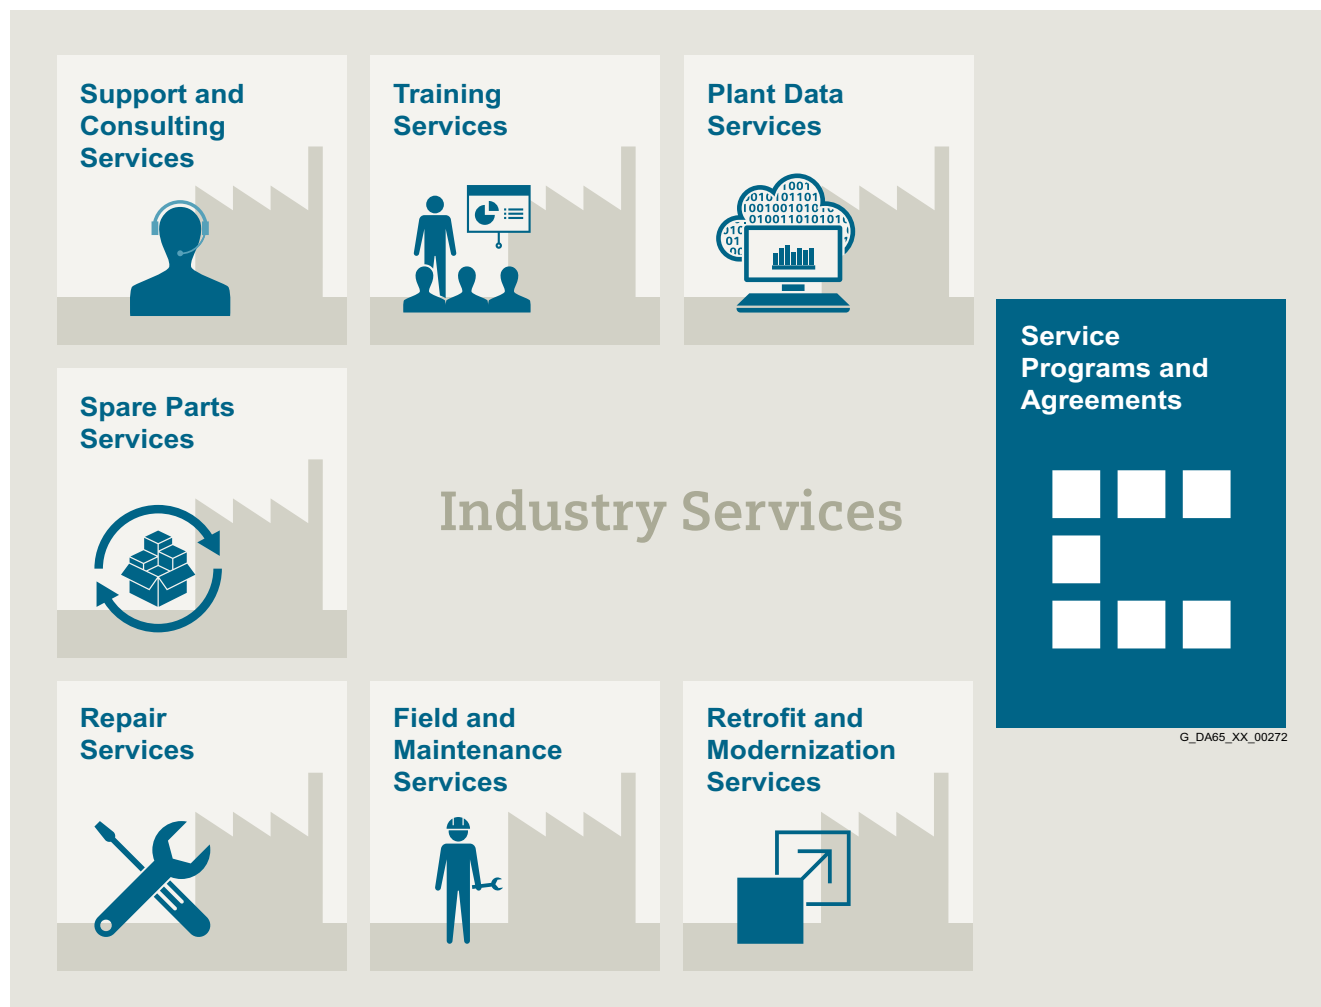 Support and
Consulting
Services
Training
Services
Plant Data
Services
Service
Programs and
Agreements
Spare Parts
Services
Industry Services
Repair
Services
Field and
Maintenance
Services
Retrofit and
Modernization
Services
G_DA65_XX_00272